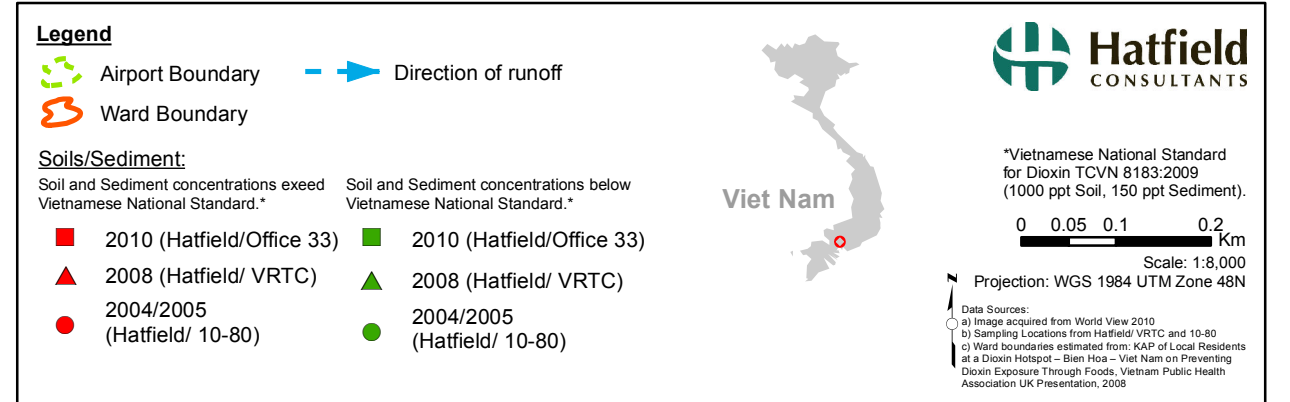 Legend
Airport Boundary
Direction of runoff
Ward Boundary
Soils/Sediment:
Soil and Sediment concentrations exeed
Vietnamese National Standard.*
2010 (Hatfield/Office 33)
2008 (Hatfield/ VRTC)
2004/2005
(Hatfield/ 10-80)
Soil and Sediment concentrations below
Vietnamese National Standard.*
2010 (Hatfield/Office 33)
2008 (Hatfield/ VRTC)
2004/2005
(Hatfield/ 10-80)
Viet Nam
Hatfield
CONSULTANTS
*Vietnamese National Standard
for Dioxin TCVN 8183:2009
(1000 ppt Soil, 150 ppt Sediment).
0 0.05 0.1 0.2
Km
Scale: 1:8,000
Projection: WGS 1984 UTM Zone 48N
N
Data Sources:
a) Image acquired from World View 2010
b) Sampling Locations from Hatfield/ VRTC and 10-80
c) Ward boundaries estimated from: KAP of Local Residents
at a Dioxin Hotspot – Bien Hoa – Viet Nam on Preventing
Dioxin Exposure Through Foods, Vietnam Public Health
Association UK Presentation, 2008